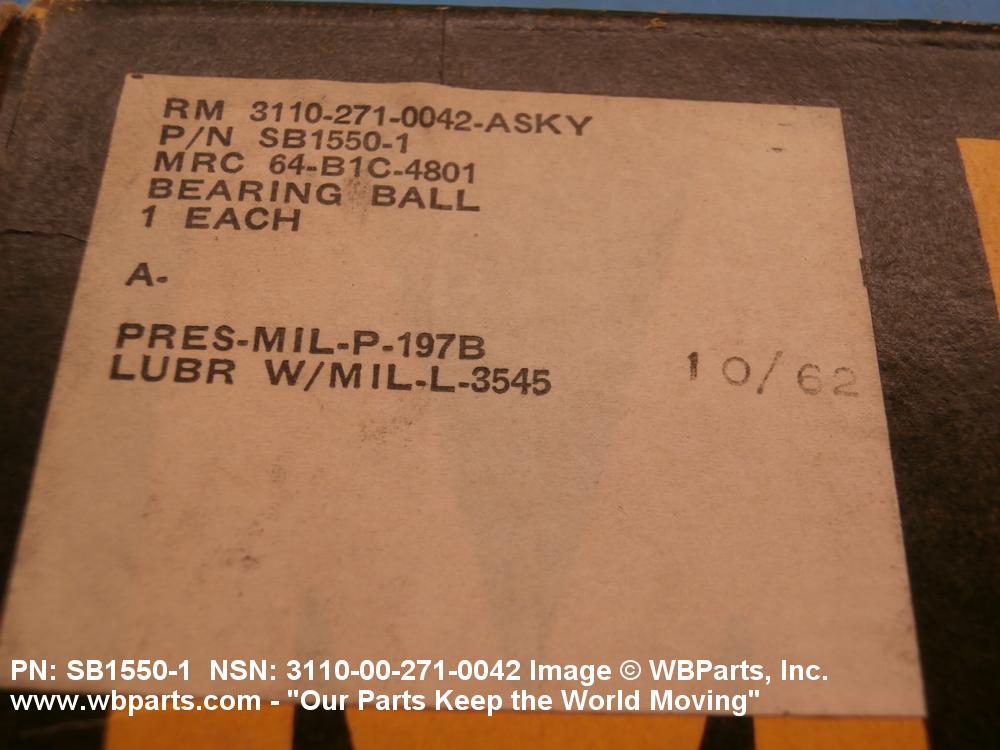 RM 3110-271-0042-ASKY
P/N SB1550-1
MRC 64-B1C-4801
BEARING BALL
1 EACH
A-
PRES-MIL-P-197B
LUBR W/MIL-L-3545
10/62
PN: SB1550-1 NSN: 3110-00-271-0042 Image © WBParts, Inc.
www.wbparts.com - "Our Parts Keep the World Moving"